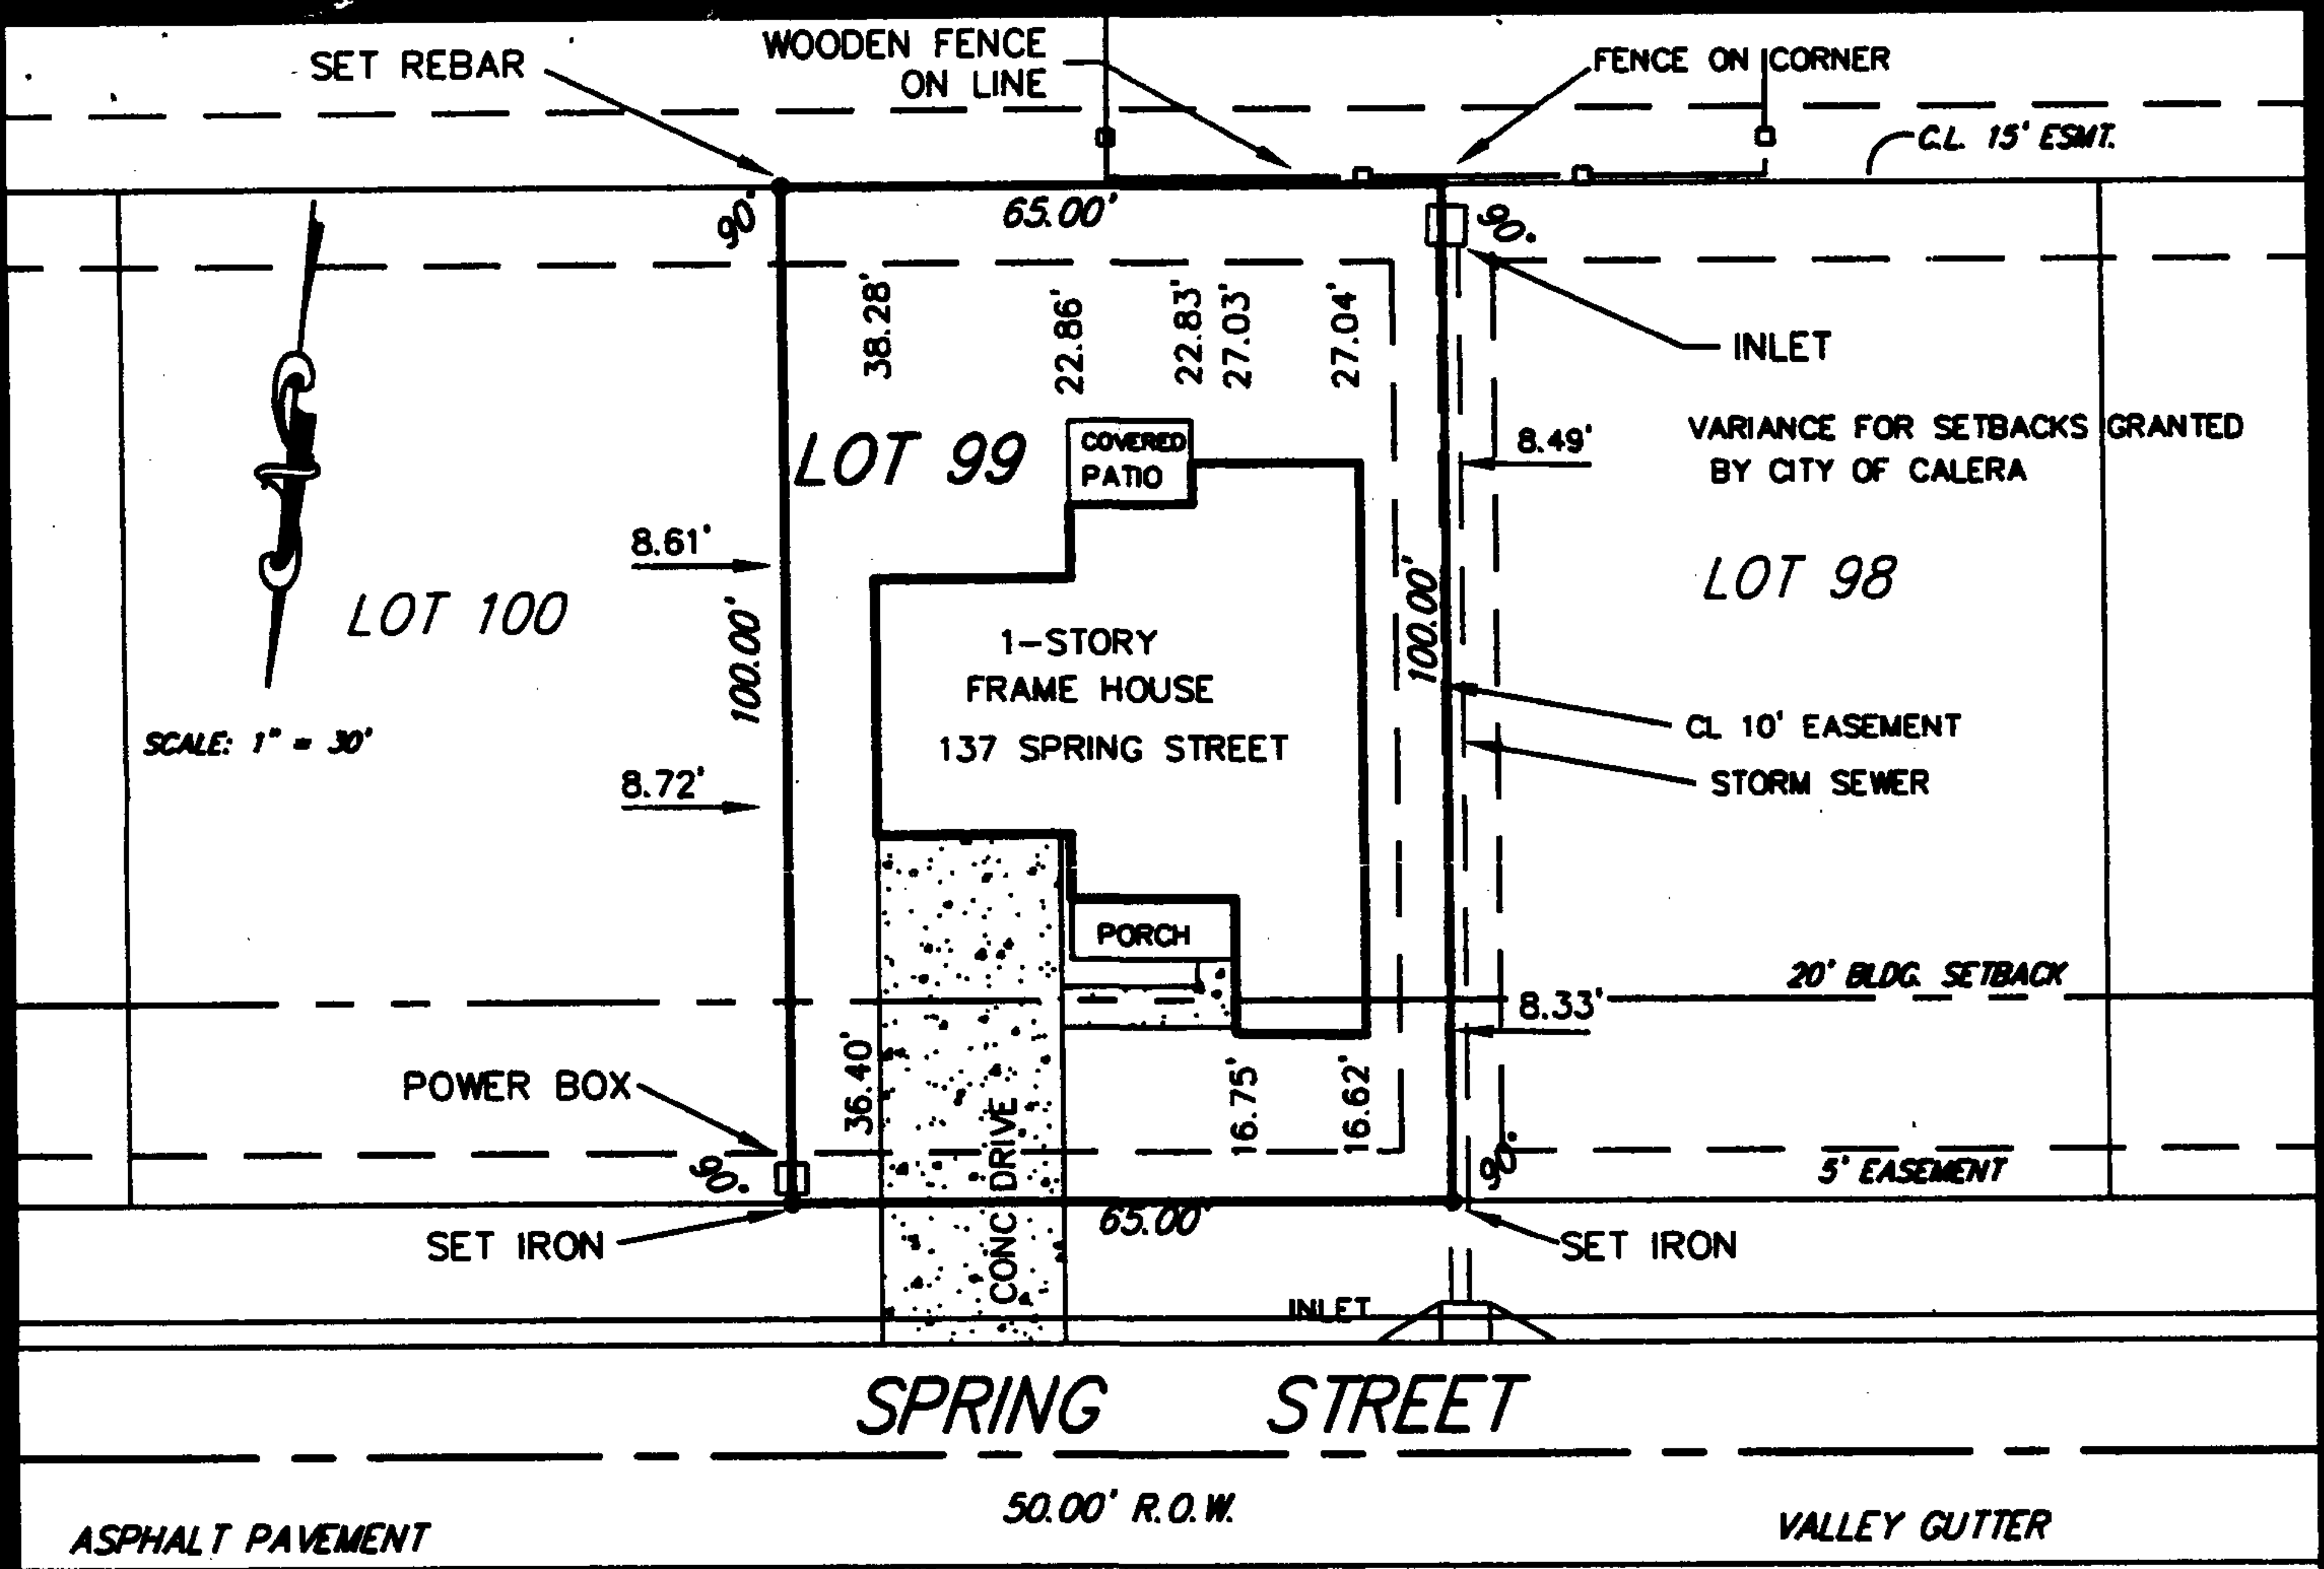 SET REBAR
WOODEN FENCE
ON LINE
FENCE ON CORNER
C.L. 15' ESMT.
90°
65.00'
90°
38.28'
22.86'
22.83'
27.03'
27.04'
INLET
LOT 99
COVERED
PATIO
8.49'
VARIANCE FOR SETBACKS GRANTED
BY CITY OF CALERA
8.61'
LOT 100
100.00'
1-STORY
FRAME HOUSE
137 SPRING STREET
100.00'
LOT 98
SCALE: 1" = 30'
CL 10' EASEMENT
STORM SEWER
8.72'
PORCH
20' BLDG. SETBACK
8.33'
POWER BOX
36.40'
CONC DRIVE
16.75'
16.62'
90°
90°
5' EASEMENT
SET IRON
65.00'
SET IRON
INLET
SPRING STREET
50.00' R.O.W.
ASPHALT PAVEMENT
VALLEY GUTTER